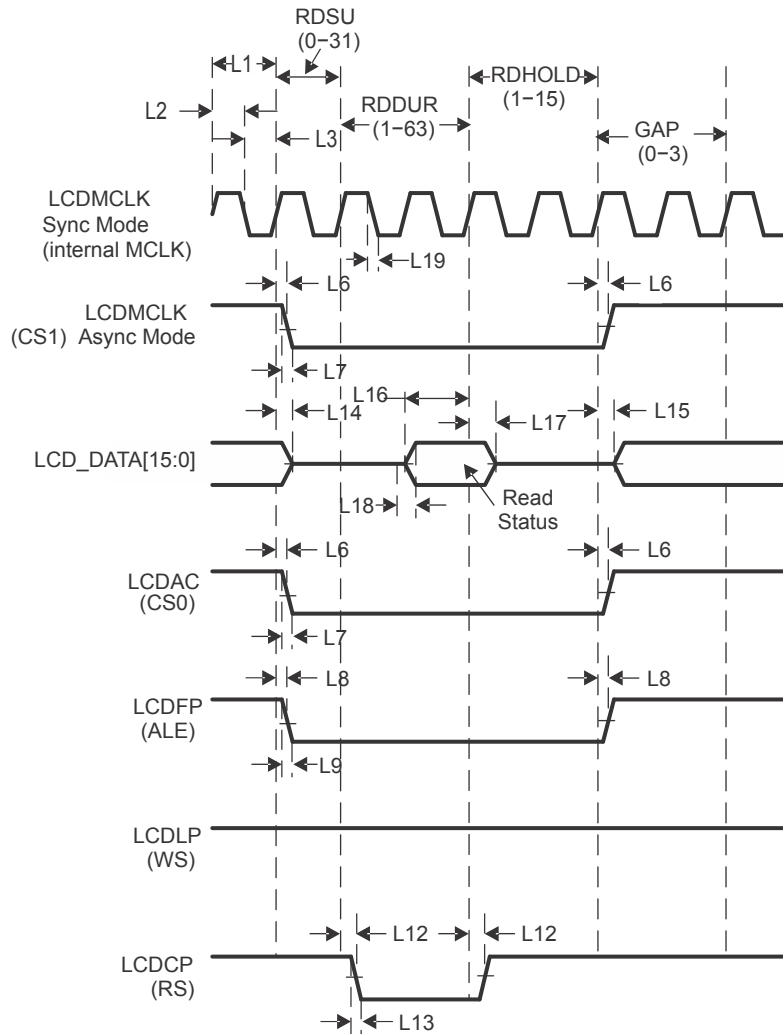 RDSU
(0−31)
L1
RDHOLD
(1−15)
RDDUR
(1−63)
L2
GAP
(0−3)
L3
LCDMCLK
Sync Mode
(internal MCLK)
L19
L6
L6
LCDMCLK
(CS1) Async Mode
L7
L16
L14
L17
L15
LCD_DATA[15:0]
L18
Read
Status
L6
L6
LCDAC
(CS0)
L7
L8
L8
LCDFP
(ALE)
L9
LCDLP
(WS)
L12
L12
LCDCP
(RS)
L13